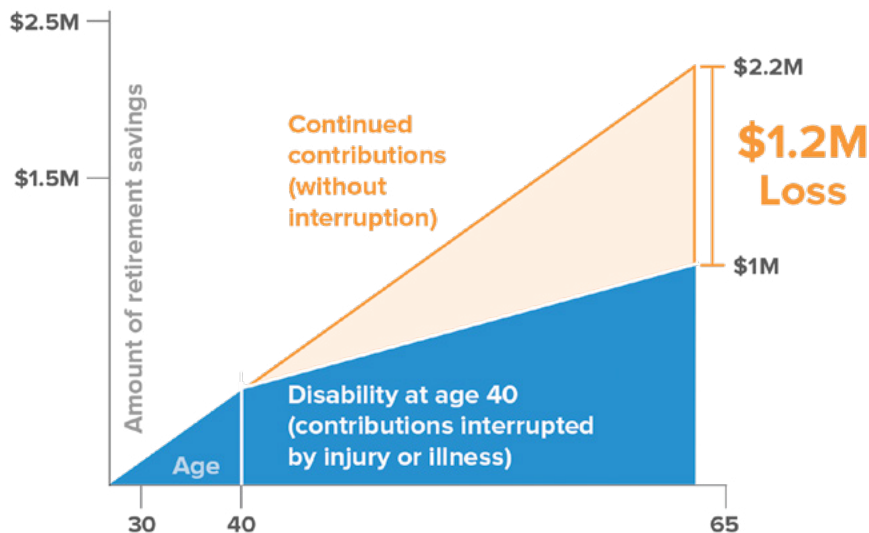 $2.5M
$1.5M
Amount of retirement savings
Continued
contributions
(without
interruption)
$2.2M
$1.2M
Loss
$1M
Disability at age 40
(contributions interrupted
by injury or illness)
Age
30
40
65